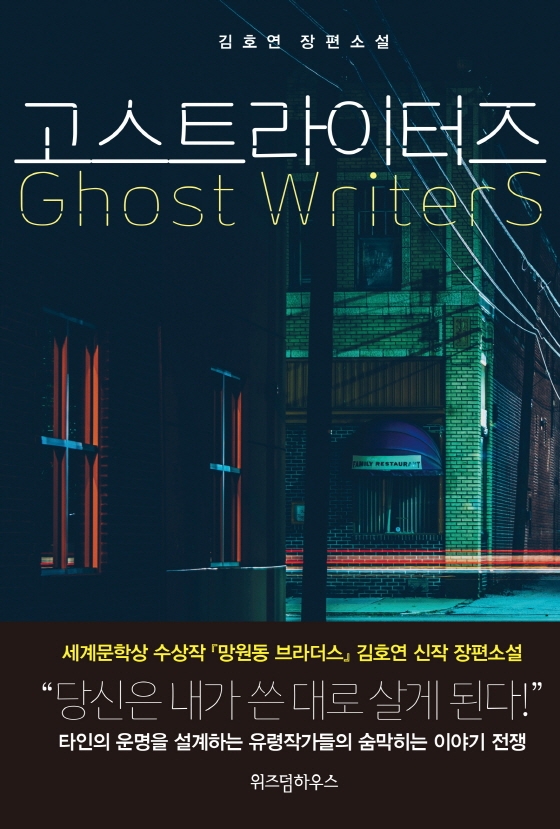 김호연 장편소설
고스트라이터즈
Ghost WriterS
FAMILY RESTAURANT
세계문학상 수상작 『망원동 브라더스』 김호연 신작 장편소설
“당신은 내가 쓴 대로 살게 된다!”
타인의 운명을 설계하는 유령작가들의 숨막히는 이야기 전쟁
위즈덤하우스